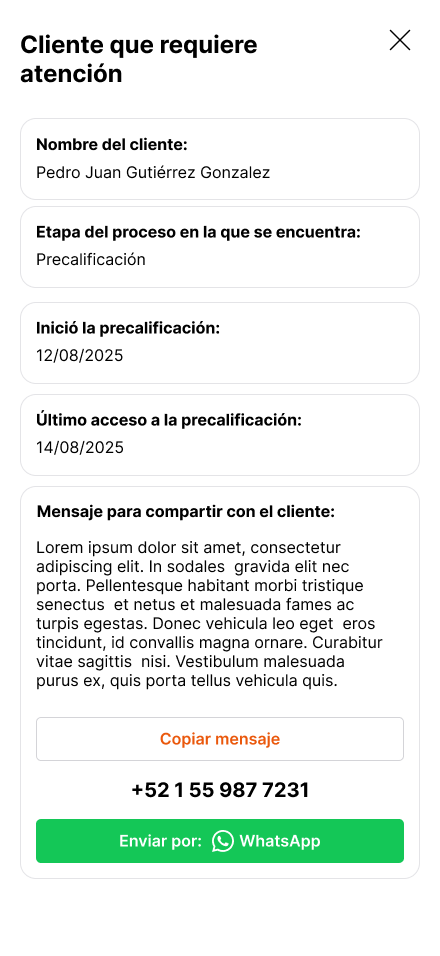 Cliente que requiere
atención
Nombre del cliente:
Pedro Juan Gutiérrez Gonzalez
Etapa del proceso en la que se encuentra:
Precalificación
Inició la precalificación:
12/08/2025
Último acceso a la precalificación:
14/08/2025
Mensaje para compartir con el cliente:
Lorem ipsum dolor sit amet, consectetur
adipiscing elit. In sodales  gravida elit nec
porta. Pellentesque habitant morbi tristique
senectus  et netus et malesuada fames ac
turpis egestas. Donec vehicula leo eget  eros
tincidunt, id convallis magna ornare. Curabitur
vitae sagittis  nisi. Vestibulum malesuada
purus ex, quis porta tellus vehicula quis.
Copiar mensaje
+52 1 55 987 7231
Enviar por: WhatsApp